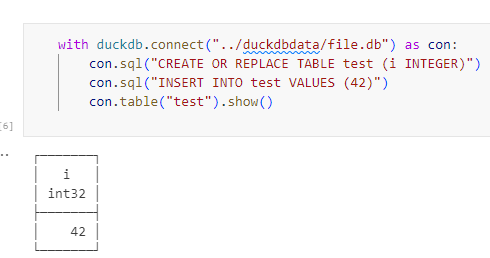 with duckdb.connect("../duckdbdata/file.db") as con:
con.sql("CREATE OR REPLACE TABLE test (i INTEGER)")
con.sql("INSERT INTO test VALUES (42)")
con.table("test").show()
[6]
..
i
int32
42